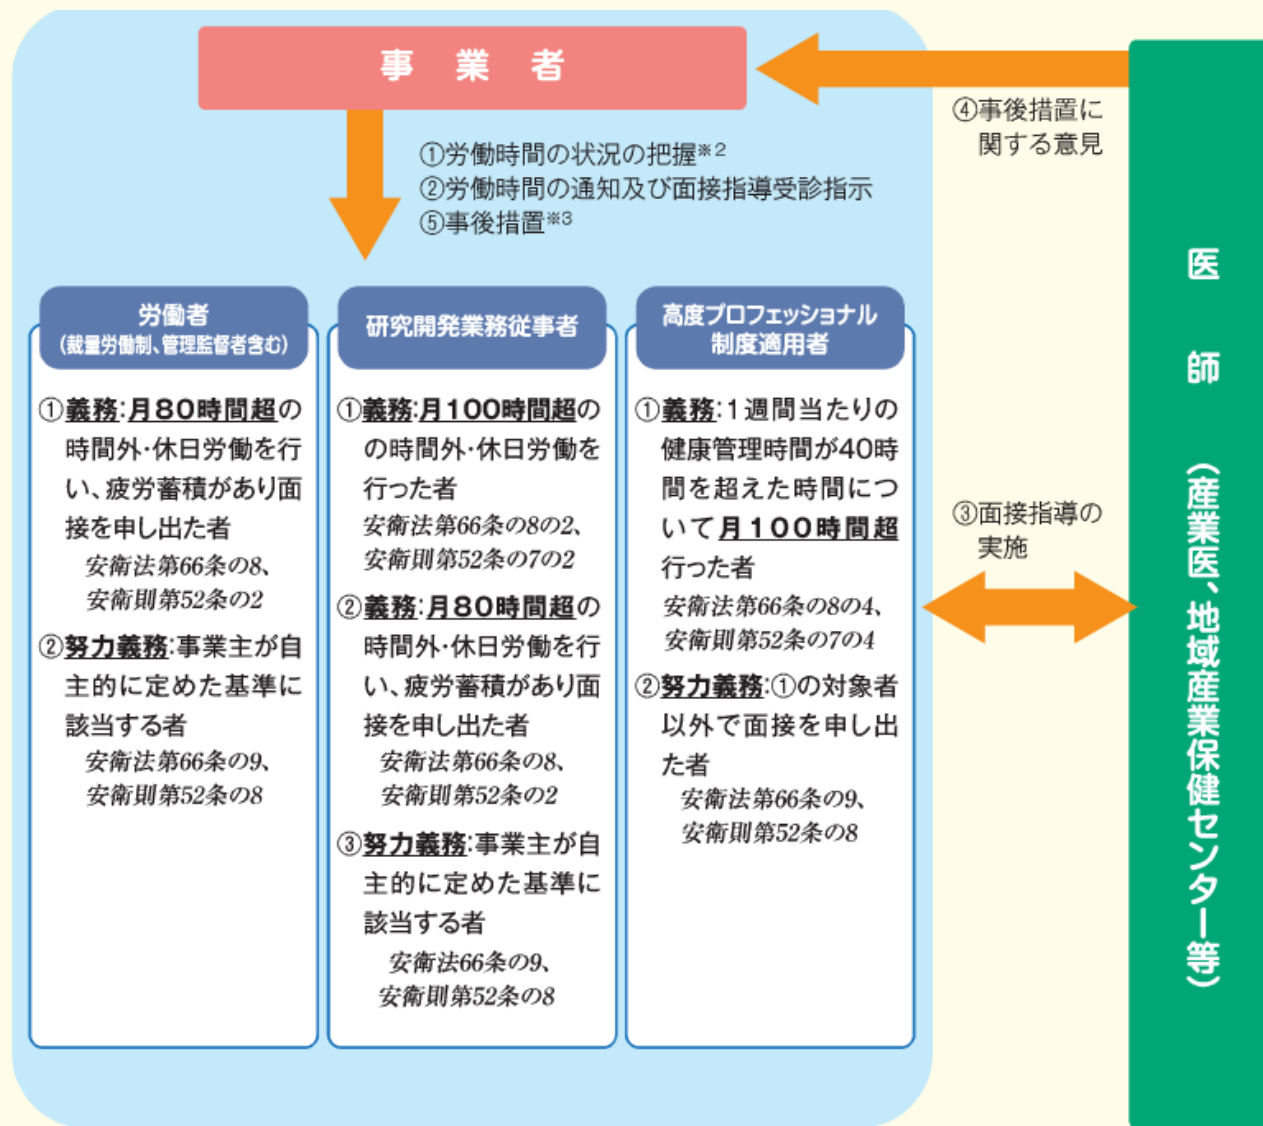 事業者
①労働時間の状況の把握※2
②労働時間の通知及び面接指導受診指示
⑤事後措置※3
④事後措置に
関する意見
労働者
(裁量労働制、管理監督者含む)
①義務:月80時間超の
時間外・休日労働を行
い、疲労蓄積があり面
接を申し出た者
安衛法第66条の8、
安衛則第52条の2
②努力義務:事業主が自
主的に定めた基準に
該当する者
安衛法第66条の9、
安衛則第52条の8
研究開発業務従事者
①義務:月100時間超の
の時間外・休日労働を
行った者
安衛法第66条の8の2、
安衛則第52条の7の2
②義務:月80時間超の
時間外・休日労働を行
い、疲労蓄積があり面
接を申し出た者
安衛法第66条の8、
安衛則第52条の2
③努力義務:事業主が自
主的に定めた基準に
該当する者
安衛法66条の9、
安衛則第52条の8
高度プロフェッショナル
制度適用者
①義務:1週間当たりの
健康管理時間が40時
間を超えた時間につ
いて月100時間超
行った者
安衛法第66条の8の4、
安衛則第52条の7の4
②努力義務:①の対象者
以外で面接を申し出
た者
安衛法第66条の9、
安衛則第52条の8
③面接指導の
実施
医師(産業医、地域産業保健センター等)